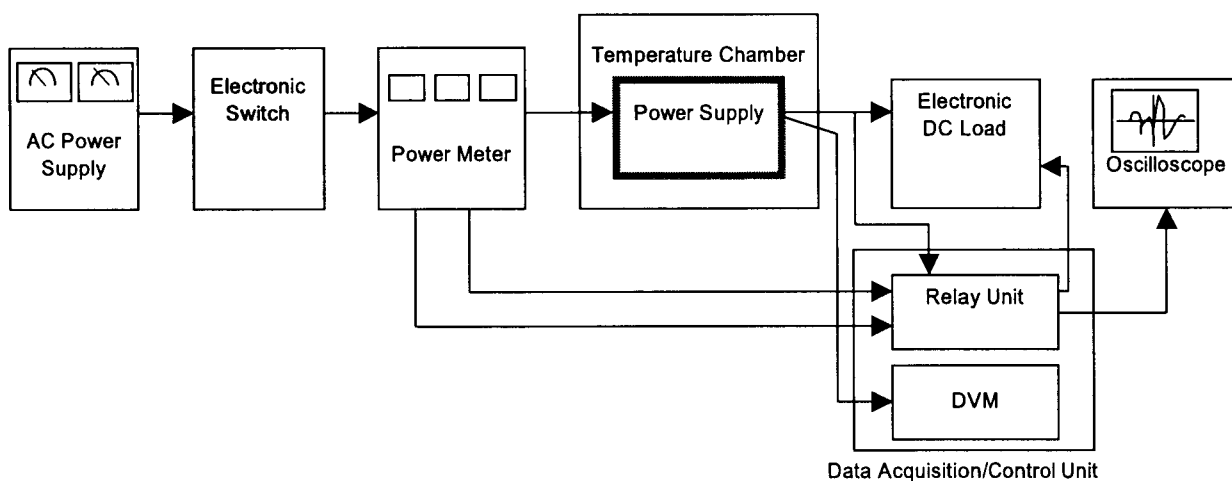 AC Power
Supply
Electronic
Switch
Power Meter
Temperature Chamber
Power Supply
Electronic
DC Load
Oscilloscope
Relay Unit
DVM
Data Acquisition/Control Unit